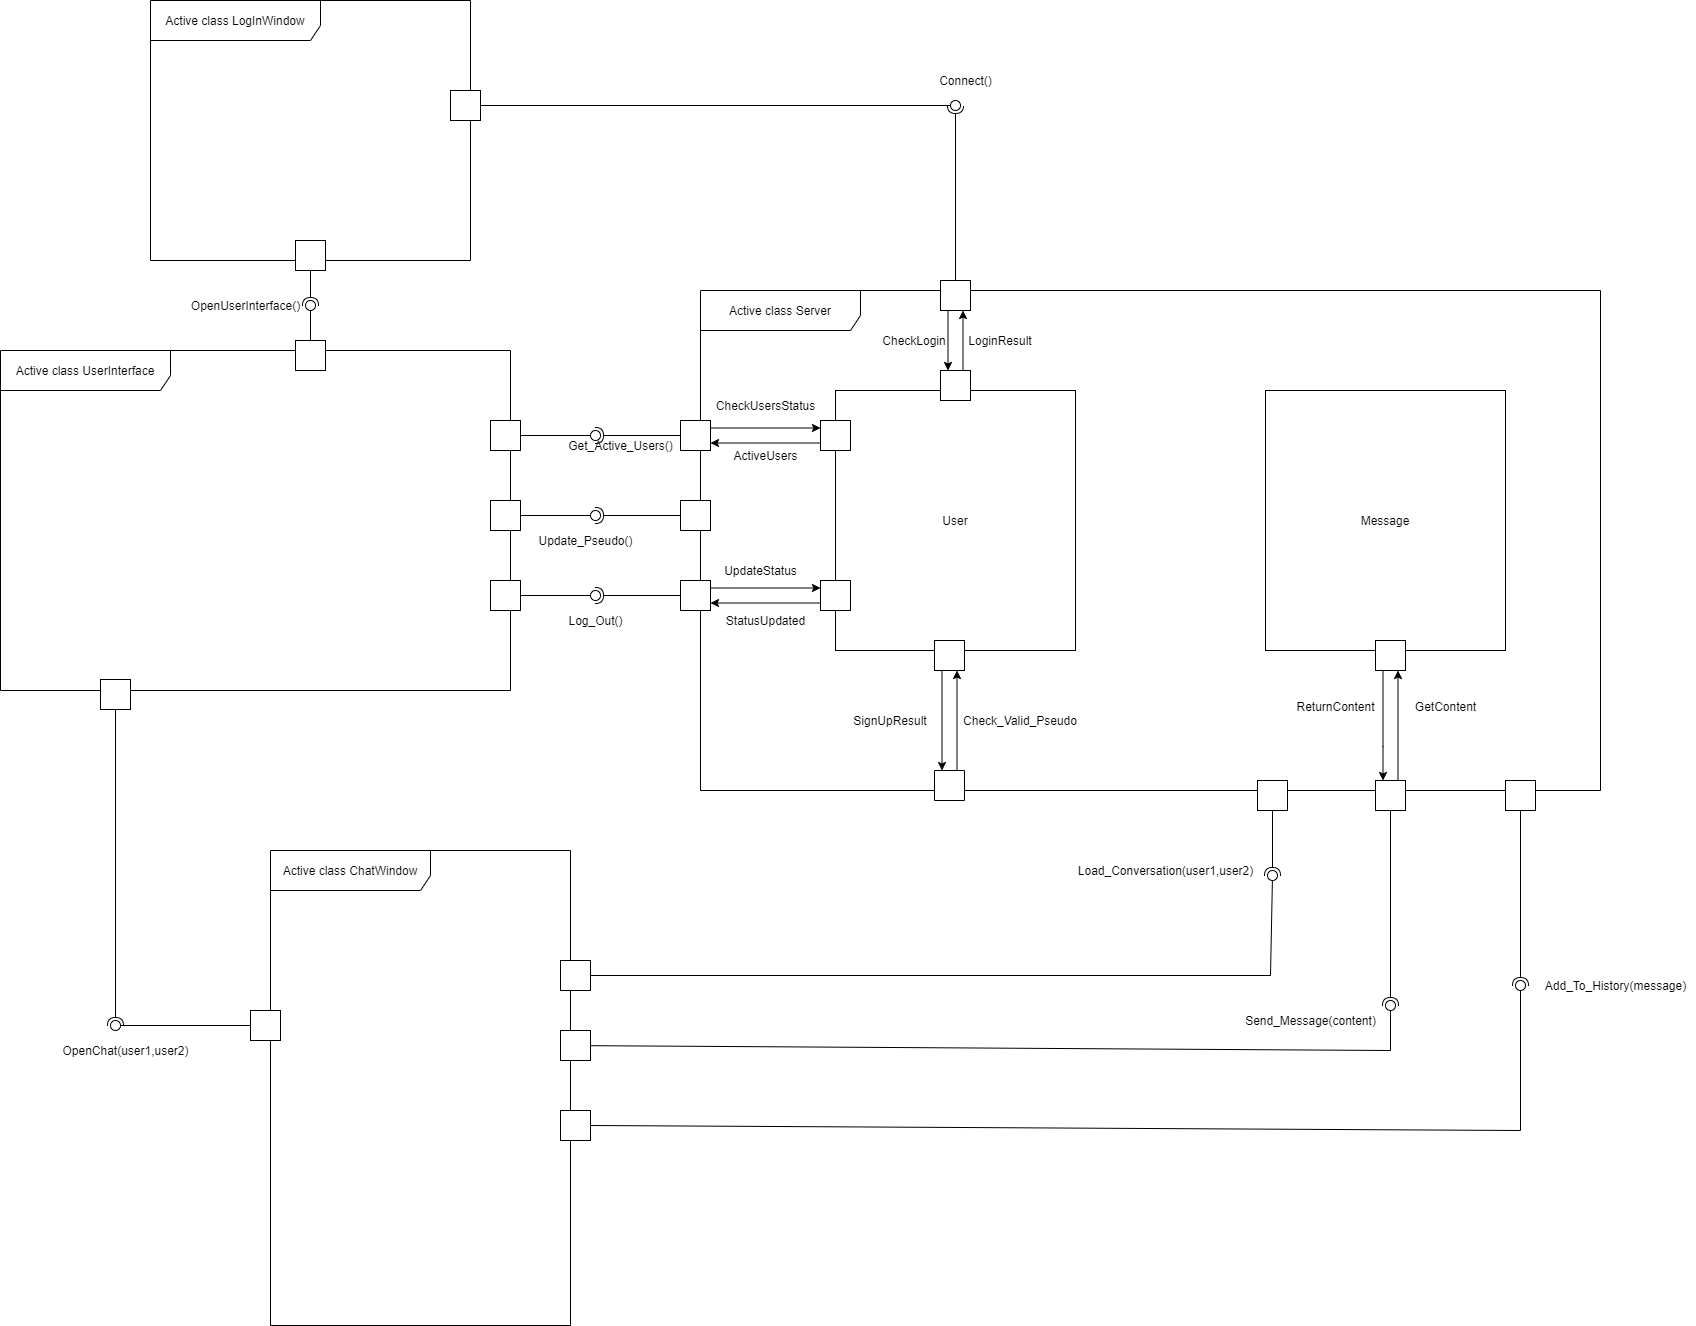 Active class LogInWindow
Connect()
OpenUserInterface()
Active class Server
CheckLogin
LoginResult
Active class UserInterface
CheckUsersStatus
Get_Active_Users()
ActiveUsers
User
Message
Update_Pseudo()
UpdateStatus
Log_Out()
StatusUpdated
SignUpResult
Check_Valid_Pseudo
ReturnContent
GetContent
Active class ChatWindow
Load_Conversation(user1,user2)
Add_To_History(message)
Send_Message(content)
OpenChat(user1,user2)